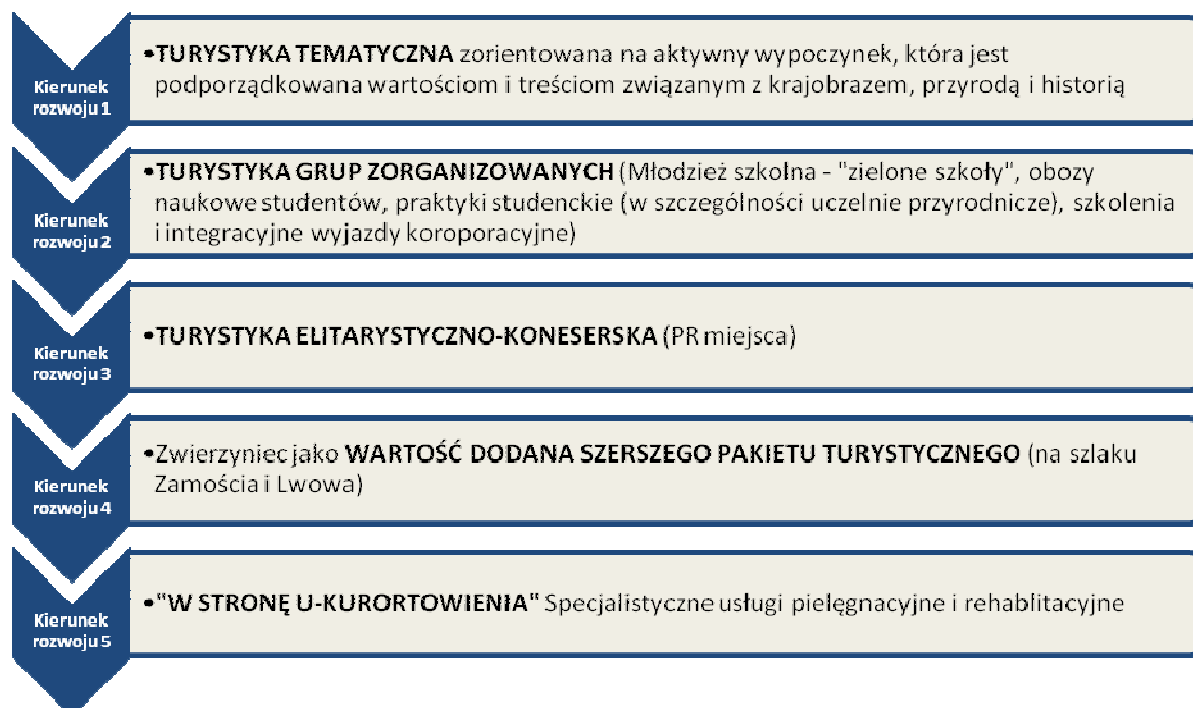 Kierunek
rozwoju 1
•TURYSTYKA TEMATYCZNA zorientowana na aktywny wypoczynek, która jest
podporządkowana wartościom i treściom związanym z krajobrazem, przyrodą i historią
Kierunek
rozwoju 2
•TURYSTYKA GRUP ZORGANIZOWANYCH (Młodzież szkolna - "zielone szkoły", obozy
naukowe studentów, praktyki studenckie (w szczególności uczelnie przyrodnicze), szkolenia
i integracyjne wyjazdy koroporacyjne)
Kierunek
rozwoju 3
•TURYSTYKA ELITARYSTYCZNO-KONESERSKA (PR miejsca)
Kierunek
rozwoju 4
•Zwierzyniec jako WARTOŚĆ DODANA SZERSZEGO PAKIETU TURYSTYCZNEGO (na szlaku
Zamościa i Lwowa)
Kierunek
rozwoju 5
•"W STRONĘ U-KURORTOWIENIA" Specjalistyczne usługi pielęgnacyjne i rehablitacyjne